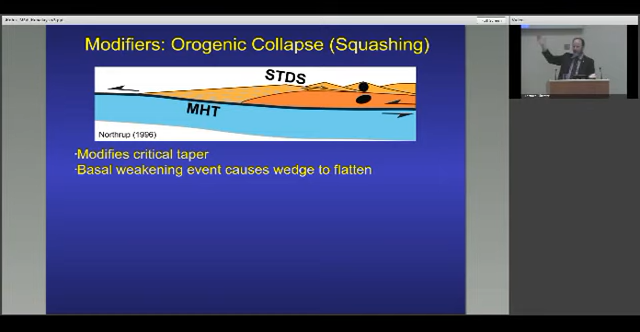 Modifiers: Orogenic Collapse (Squashing)
STDS
MHT
Northrup (1996)
-Modifies critical taper
-Basal weakening event causes wedge to flatten